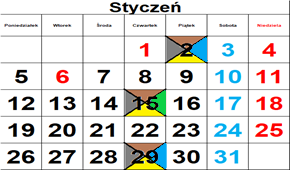 Styczeń
Poniedziałek Wtorek Środa Czwartek Piątek Sobota Niedziela
1 2 3 4
5 6 7 8 9 10 11
12 13 14 15 16 17 18
19 20 21 22 23 24 25
26 27 28 29 30 31